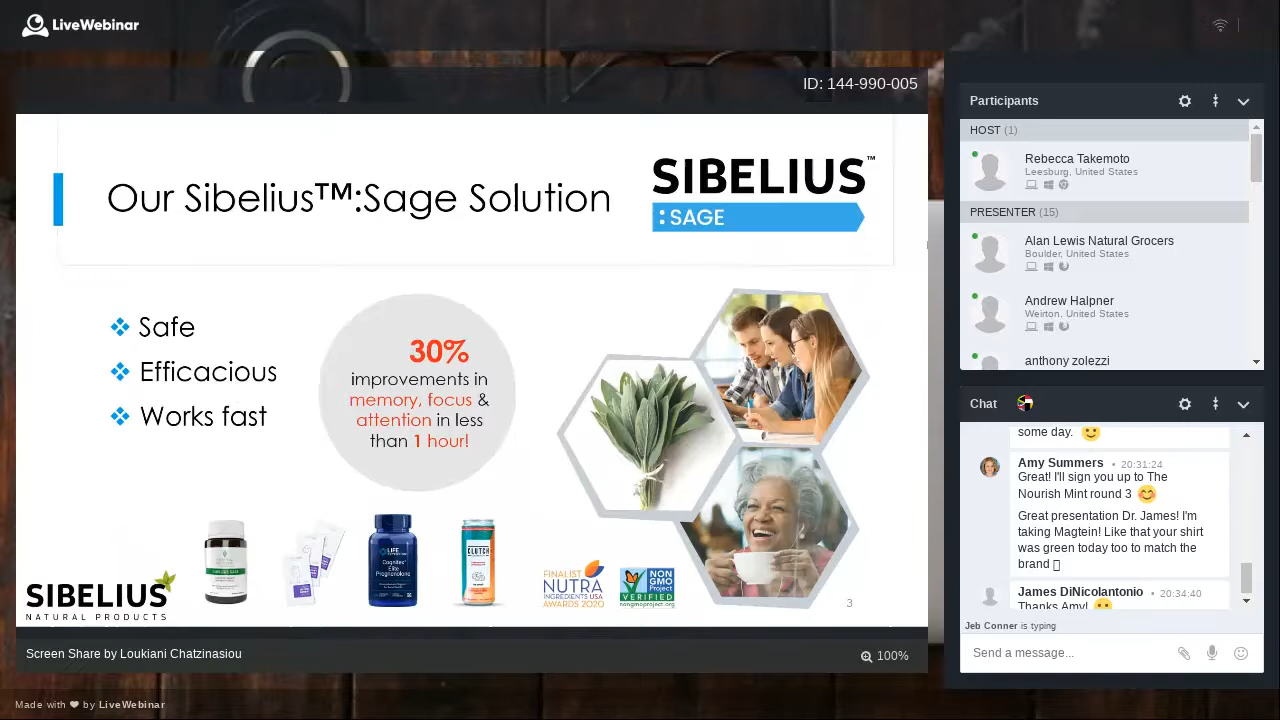 LiveWebinar
ID: 144-990-005
Our Sibelius™:Sage Solution
SIBELIUS™
: SAGE
Safe
Efficacious
Works fast
30%
improvements in
memory, focus &
attention in less
than 1 hour!
LIFE
Cognitex
Elite
Pregnenolone
CLUTCH
FINALIST
NUTRA
INGREDIENTS USA
AWARDS 2020
NON
GMO
Project
VERIFIED
nongmoproject.org
SIBELIUS
NATURAL PRODUCTS
3
Screen Share by Loukiani Chatzinasiou
100%
Made with ❤ by LiveWebinar
Participants
HOST (1)
Rebecca Takemoto
Leesburg, United States
PRESENTER (15)
Alan Lewis Natural Grocers
Boulder, United States
Andrew Halpner
Weirton, United States
anthony zolezzi
Chat
some day. 🙂
Amy Summers • 20:31:24
Great! I'll sign you up to The
Nourish Mint round 3 😊
Great presentation Dr. James! I'm
taking Magtein! Like that your shirt
was green today too to match the
brand
James DiNicolantonio • 20:34:40
Thanks Amy!
Jeb Conner is typing
Send a message...